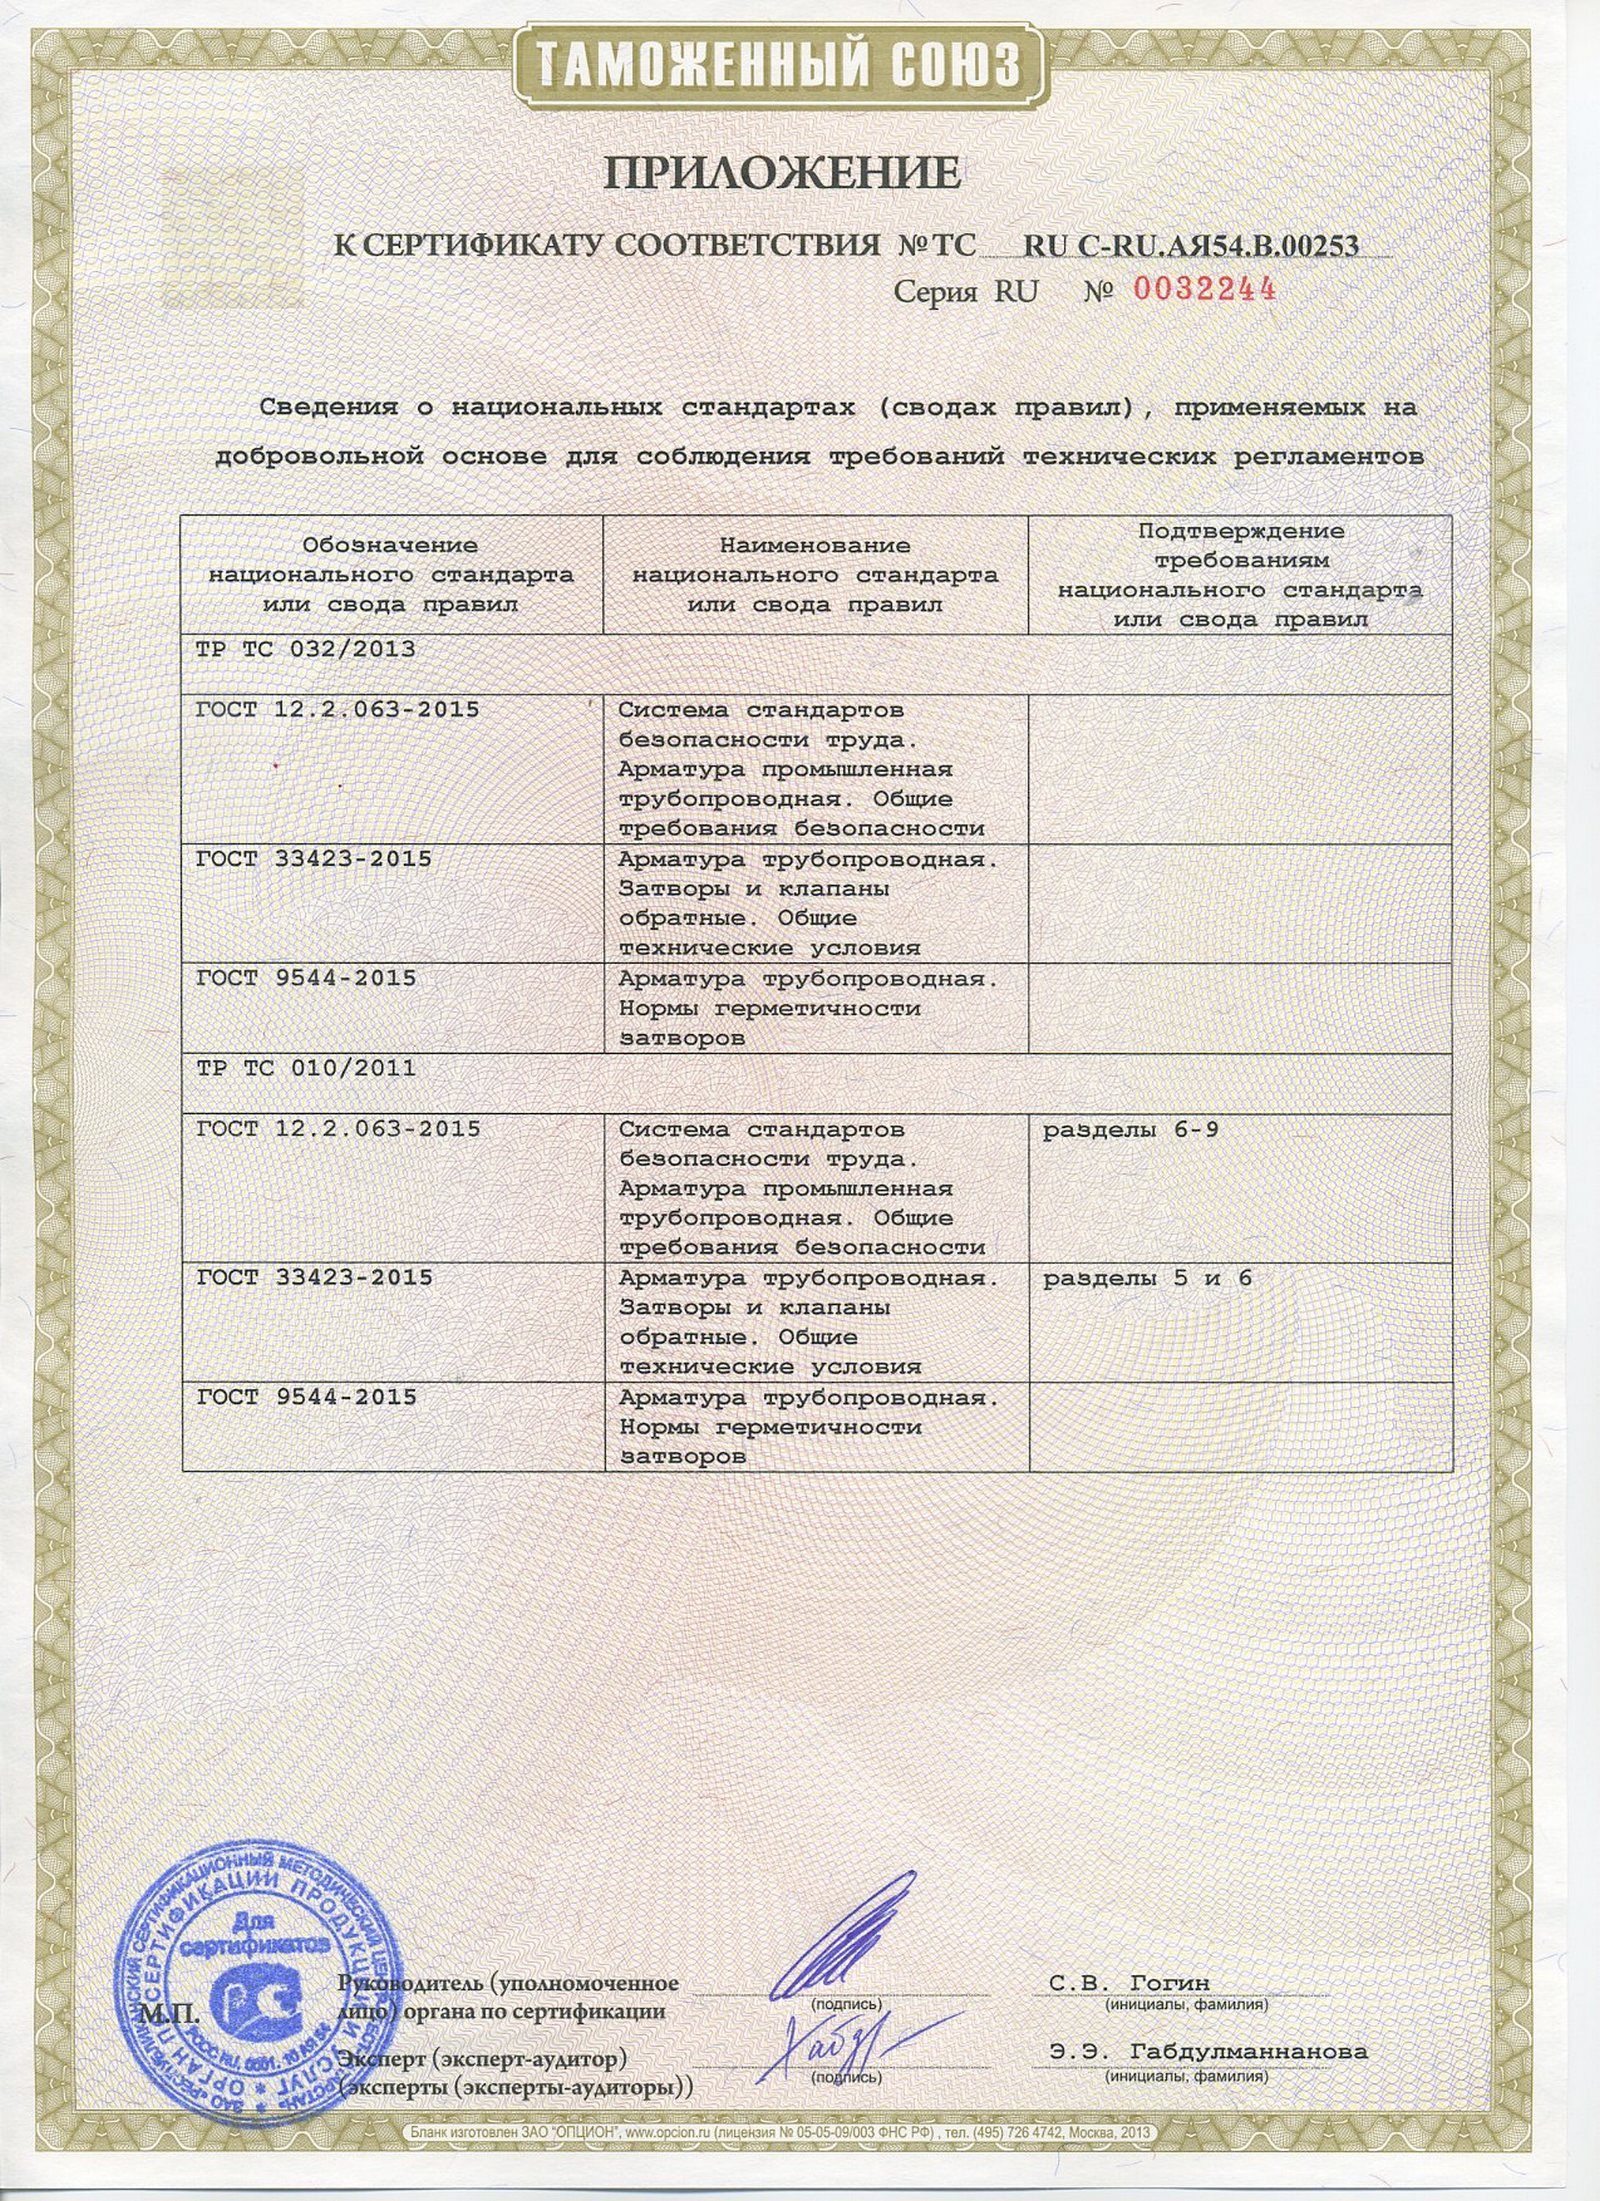 ТАМОЖЕННЫЙ СОЮЗ
ПРИЛОЖЕНИЕ
К СЕРТИФИКАТУ СООТВЕТСТВИЯ № ТС RU С-RU.АЯ54.В.00253
Серия RU № 0032244
Сведения о национальных стандартах (сводах правил), применяемых на
добровольной основе для соблюдения требований технических регламентов
Обозначение
национального стандарта
или свода правил
Наименование
национального стандарта
или свода правил
Подтверждение
требованиям
национального стандарта
или свода правил
ТР ТС 032/2013
ГОСТ 12.2.063-2015
Система стандартов
безопасности труда.
Арматура промышленная
трубопроводная. Общие
требования безопасности
ГОСТ 33423-2015
Арматура трубопроводная.
Затворы и клапаны
обратные. Общие
технические условия
ГОСТ 9544-2015
Арматура трубопроводная.
Нормы герметичности
затворов
ТР ТС 010/2011
ГОСТ 12.2.063-2015
Система стандартов
безопасности труда.
Арматура промышленная
трубопроводная. Общие
требования безопасности
разделы 6-9
ГОСТ 33423-2015
Арматура трубопроводная.
Затворы и клапаны
обратные. Общие
технические условия
разделы 5 и 6
ГОСТ 9544-2015
Арматура трубопроводная.
Нормы герметичности
затворов
СЕРТИФИКАЦИОННЫЙ МЕТОДИЧЕСКИЙ
ОРГАН ПО СЕРТИФИКАЦИИ ПРОДУКЦИИ И УСЛУГ
Для
сертификатов
М.П.
Руководитель (уполномоченное
лицо) органа по сертификации
(подпись)
С.В. Гогин
(инициалы, фамилия)
Эксперт (эксперт-аудитор)
(эксперты (эксперты-аудиторы))
(подпись)
Э.Э. Габдулманнанова
(инициалы, фамилия)
Бланк изготовлен ЗАО "ОПЦИОН", www.opcion.ru (лицензия № 05-05-09/003 ФНС РФ) , тел. (495) 726 4742, Москва, 2013